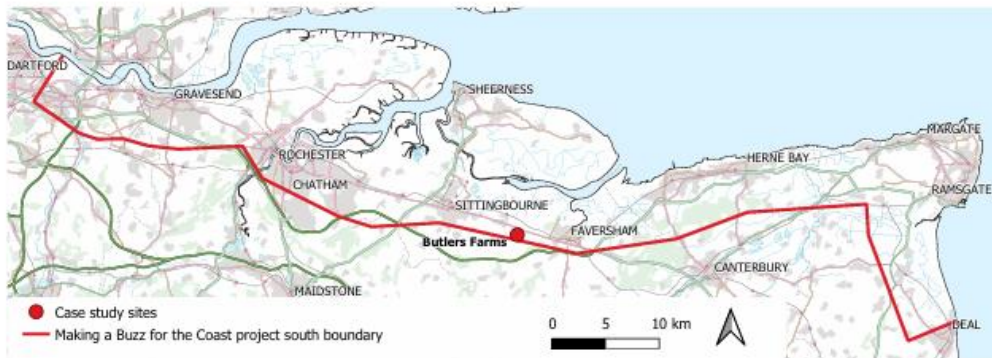 DARTFORD
GRAVESEND
SHEERNESS
MARGATE
HERNE BAY
ROCHESTER
RAMSGATE
CHATHAM
SITTINGBOURNE
FAVERSHAM
Butlers Farms
CANTERBURY
MAIDSTONE
Case study sites
Making a Buzz for the Coast project south boundary
0 5 10 km
DEAL